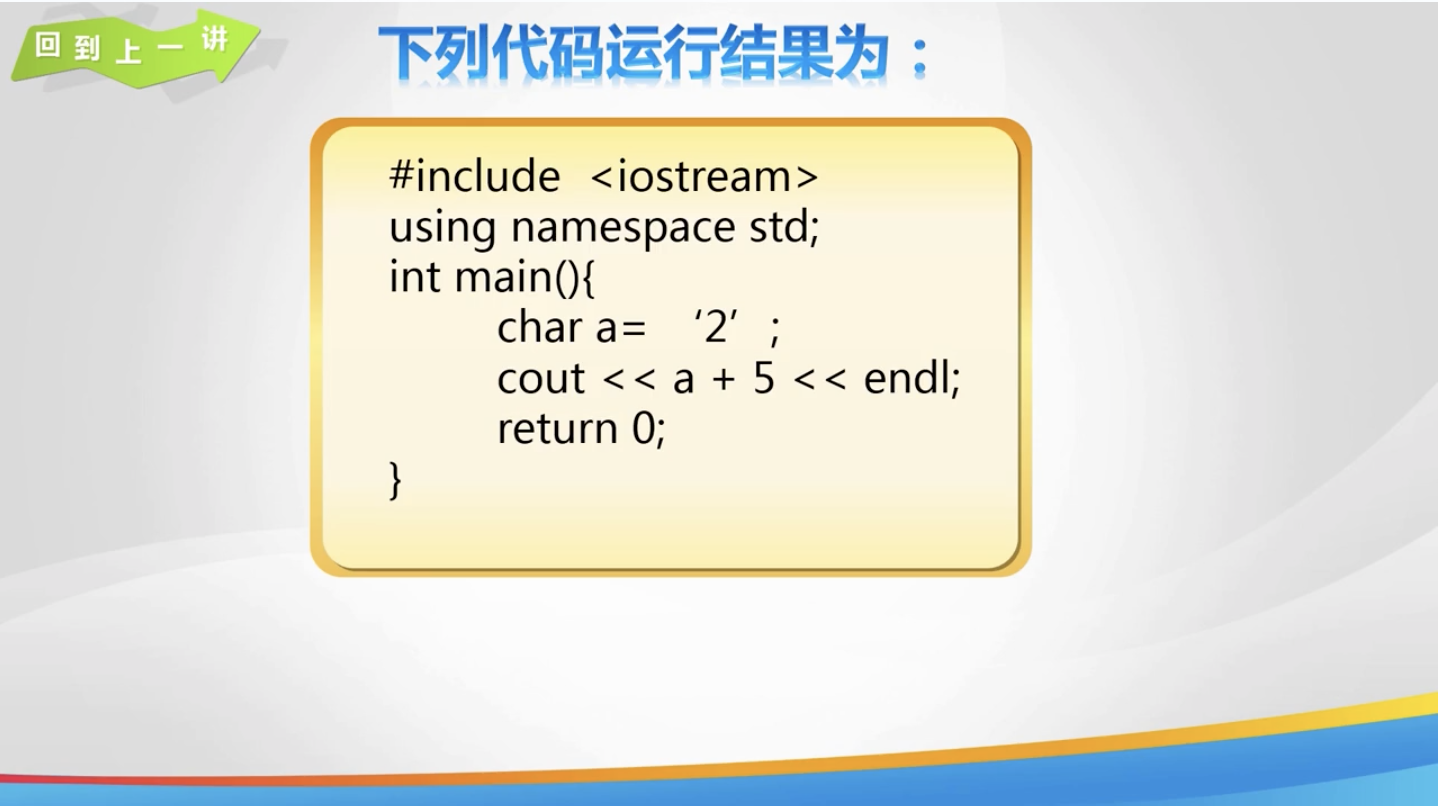 回到上一讲
下列代码运行结果为：
#include <iostream>
using namespace std;
int main(){
char a= ‘2’ ;
cout << a + 5 << endl;
return 0;
}